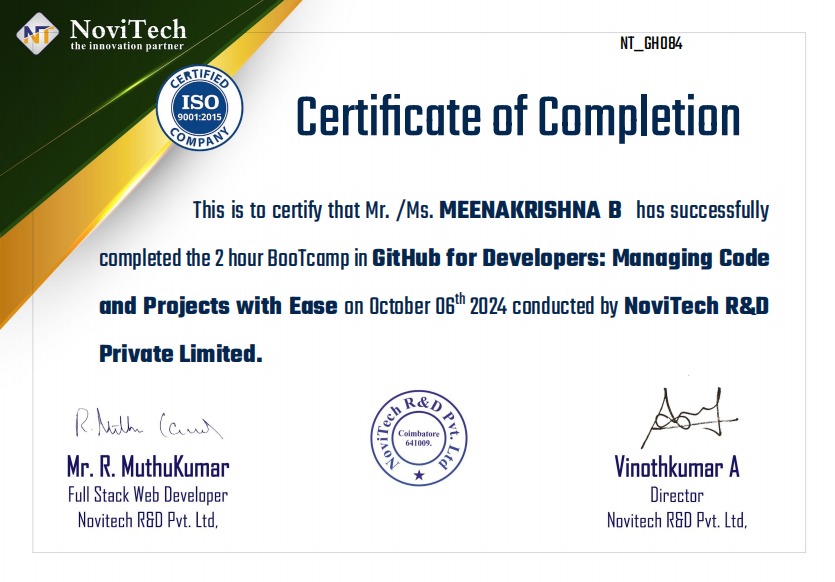 NT NoviTech
the innovation partner
NT_GH084
CERTIFIED
ISO
9001:2015
COMPANY
Certificate of Completion
This is to certify that Mr. /Ms. MEENAKRISHNA B has successfully
completed the 2 hour BooTcamp in GitHub for Developers: Managing Code
and Projects with Ease on October 06th 2024 conducted by NoviTech R&D
Private Limited.
R. Muthu Kumar
NoviTech R&D Pvt. Ltd
Coimbatore
641009.
Mr. R. MuthuKumar
Full Stack Web Developer
Novitech R&D Pvt. Ltd,
Vinothkumar A
Director
Novitech R&D Pvt. Ltd,